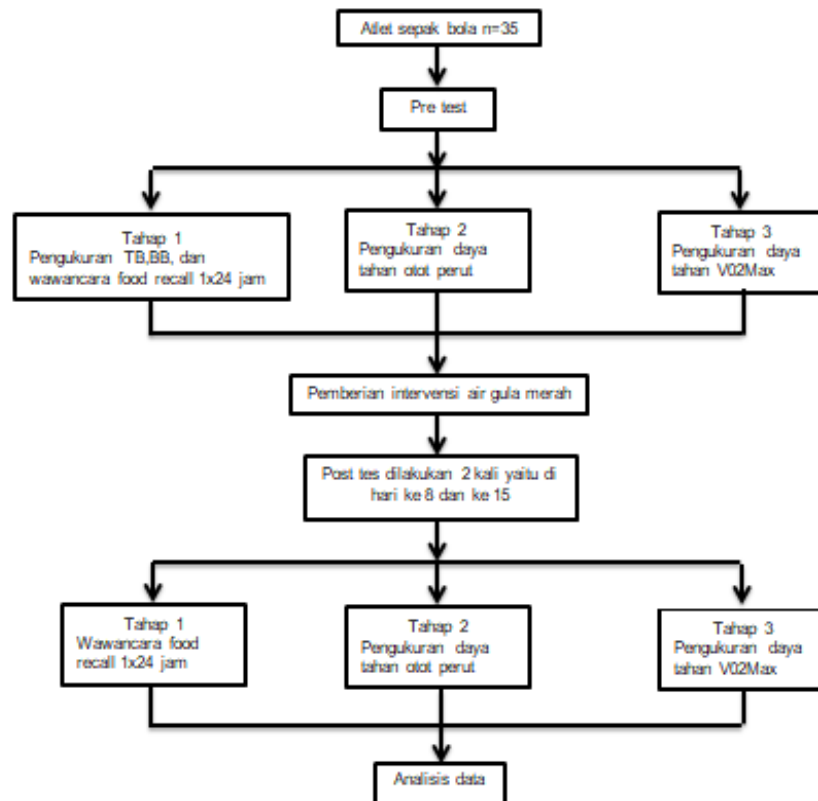 Atlet sepak bola n=35
Pre test
Tahap 1
Pengukuran TB,BB, dan
wawancara food recall 1x24 jam
Tahap 2
Pengukuran daya
tahan otot perut
Tahap 3
Pengukuran daya
tahan V02Max
Pemberian intervensi air gula merah
Post tes dilakukan 2 kali yaitu di
hari ke 8 dan ke 15
Tahap 1
Wawancara food
recall 1x24 jam
Tahap 2
Pengukuran daya
tahan otot perut
Tahap 3
Pengukuran daya
tahan V02Max
Analisis data